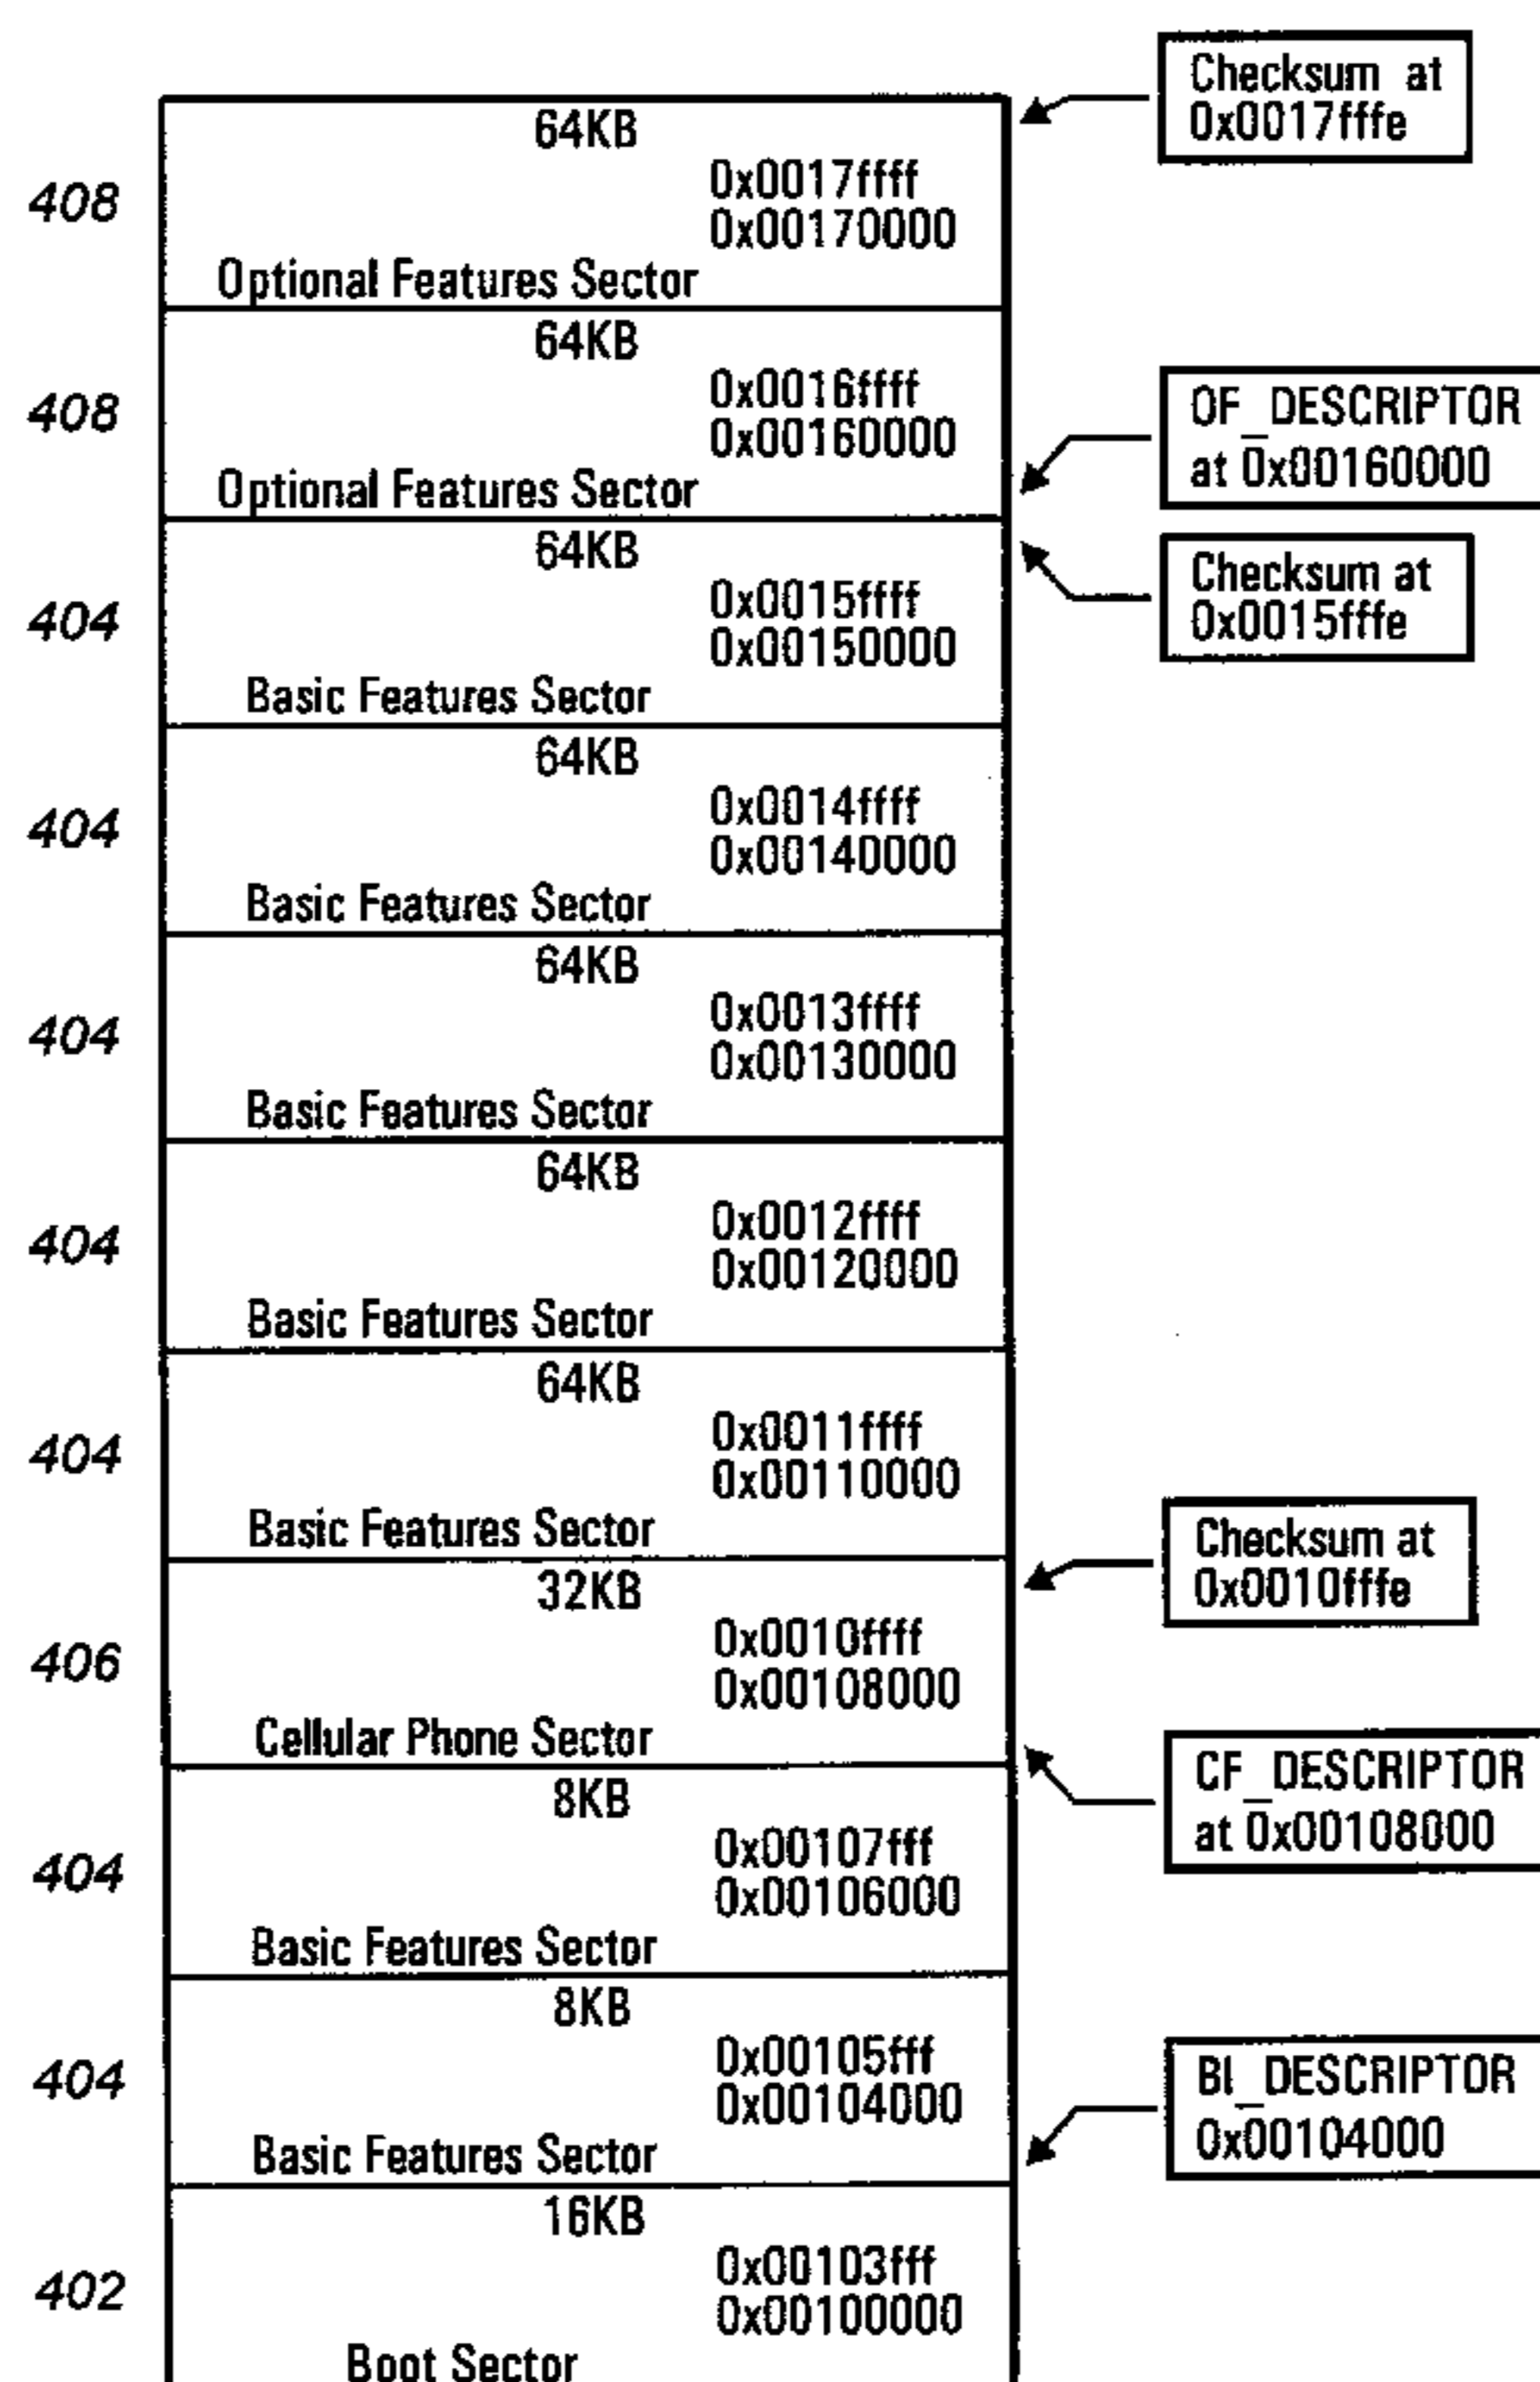 Checksum at
0x0017fffe
64KB
408
0x0017ffff
0x00170000
Optional Features Sector
64KB
408
0x0016ffff
0x00160000
Optional Features Sector
OF_DESCRIPTOR
at 0x00160000
64KB
404
0x0015ffff
0x00150000
Basic Features Sector
Checksum at
0x0015fffe
64KB
404
0x0014ffff
0x00140000
Basic Features Sector
64KB
404
0x0013ffff
0x00130000
Basic Features Sector
64KB
404
0x0012ffff
0x00120000
Basic Features Sector
64KB
404
0x0011ffff
0x00110000
Basic Features Sector
Checksum at
0x0010fffe
32KB
406
0x0010ffff
0x00108000
Cellular Phone Sector
CF_DESCRIPTOR
at 0x00108000
8KB
404
0x00107fff
0x00106000
Basic Features Sector
8KB
404
0x00105fff
0x00104000
Basic Features Sector
BI_DESCRIPTOR
0x00104000
16KB
402
0x00103fff
0x00100000
Boot Sector